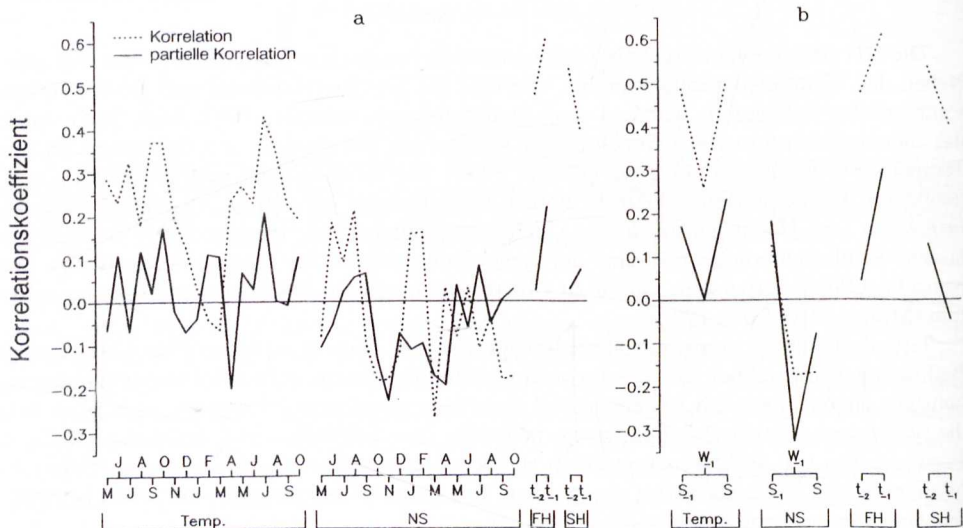 a
b
Korrelation
partielle Korrelation
Korrelationskoeffizient
0.6
0.5
0.4
0.3
0.2
0.1
0.0
-0.1
-0.2
-0.3
0.6
0.5
0.4
0.3
0.2
0.1
0.0
-0.1
-0.2
-0.3
J A O D F A J A O
M J S N J M M J S
Temp.
J A O D F A J A O
M J S N J M M J S
NS
t-2 t-1
FH
t-2 t-1
SH
W-1
S-1 S
Temp.
W-1
S-1 S
NS
t-2 t-1
FH
t-2 t-1
SH